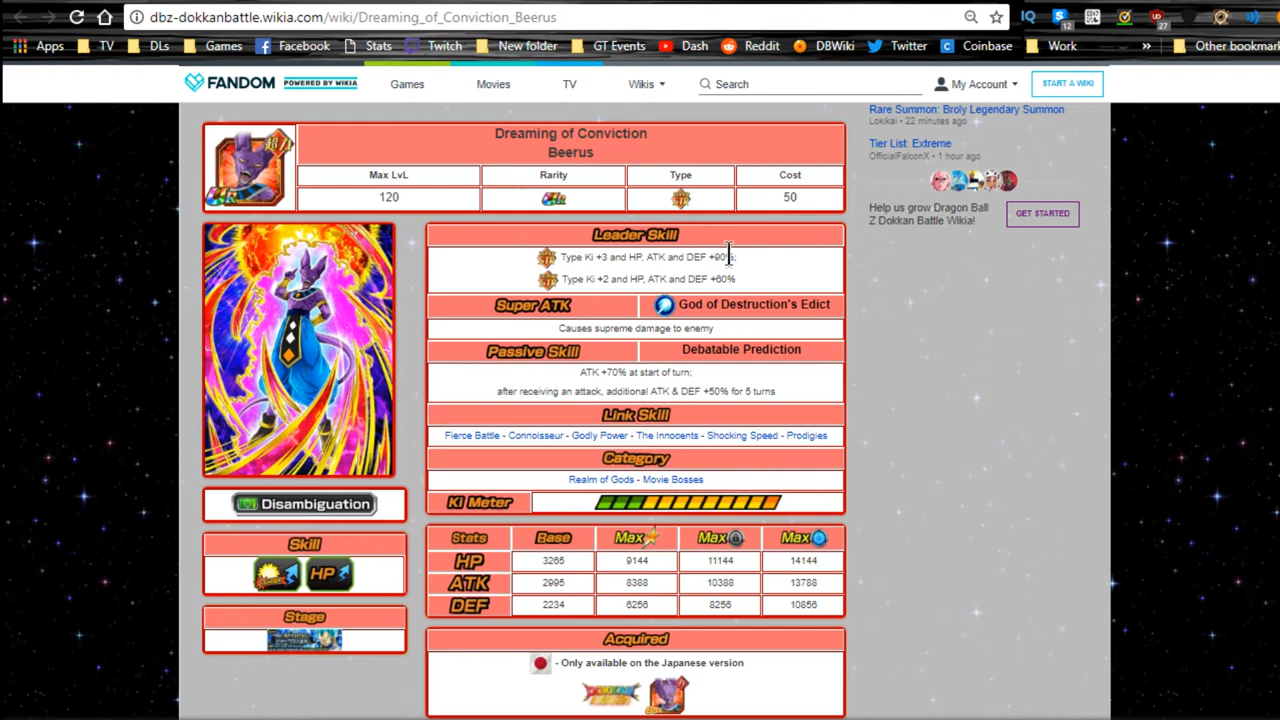 dbz-dokkanbattle.wikia.com/wiki/Dreaming_of_Conviction_Beerus
12
27
Apps TV DLs Games Facebook Stats Twitch New folder GT Events Dash Reddit DBWiki Twitter Coinbase Work » Other bookmark
FANDOM POWERED BY WIKIA Games Movies TV Wikis Search My Account START A WIKI
Rare Summon: Broly Legendary Summon
Lokikai • 22 minutes ago
Tier List: Extreme
OfficialFalconX • 1 hour ago
Help us grow Dragon Ball
Z Dokkan Battle Wikia!
GET STARTED
Dreaming of Conviction
Beerus
Max LvL Rarity Type Cost
120 50
Leader Skill
Type Ki +3 and HP, ATK and DEF +90%;
Type Ki +2 and HP, ATK and DEF +60%
Super ATK God of Destruction's Edict
Causes supreme damage to enemy
Passive Skill Debatable Prediction
ATK +70% at start of turn;
after receiving an attack, additional ATK & DEF +50% for 5 turns
Link Skill
Fierce Battle - Connoisseur - Godly Power - The Innocents - Shocking Speed - Prodigies
Category
Realm of Gods - Movie Bosses
Ki Meter
Disambiguation
Skill
HP
Stage
Stats Base Max Max Max
HP 3265 9144 11144 14144
ATK 2995 8388 10388 13788
DEF 2234 6256 8256 10856
Acquired
- Only available on the Japanese version